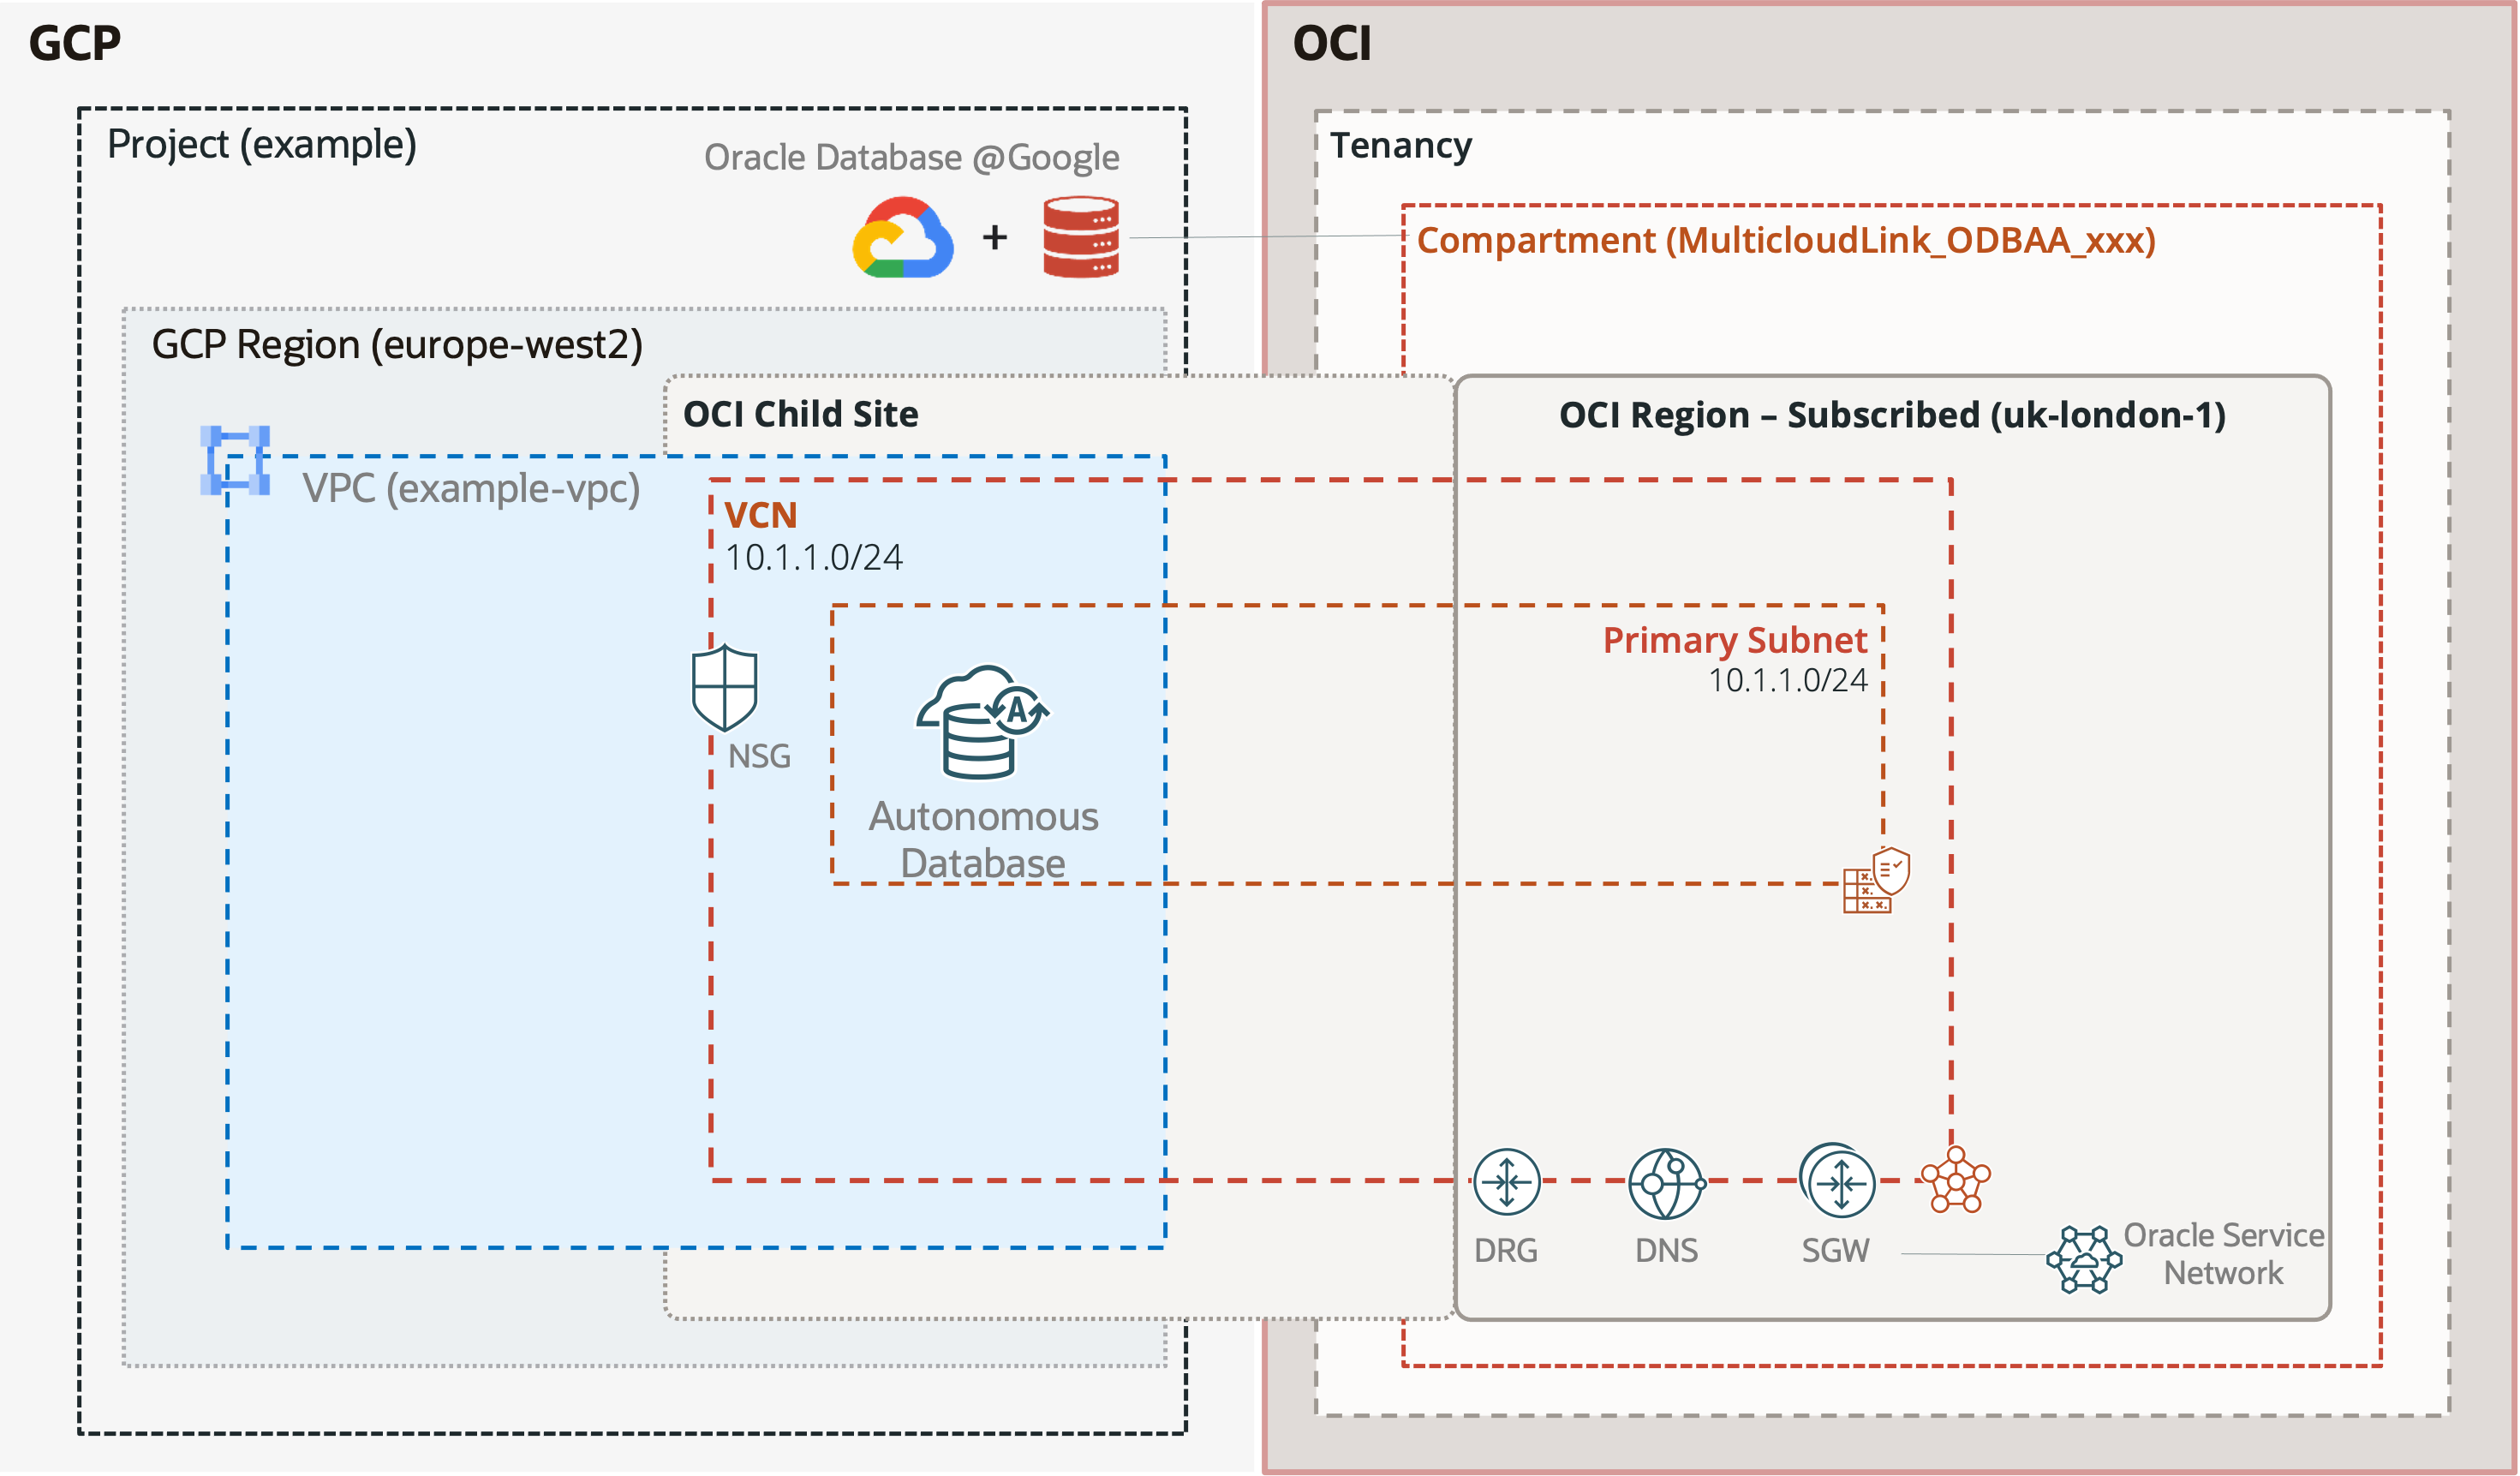 GCP
OCI
Project (example)
Oracle Database @Google
+
Tenancy
Compartment (MulticloudLink_ODBAA_xxx)
GCP Region (europe-west2)
OCI Child Site
OCI Region – Subscribed (uk-london-1)
VPC (example-vpc)
VCN
10.1.1.0/24
Primary Subnet
10.1.1.0/24
A
NSG
Autonomous
Database
DRG
DNS
SGW
Oracle Service
Network